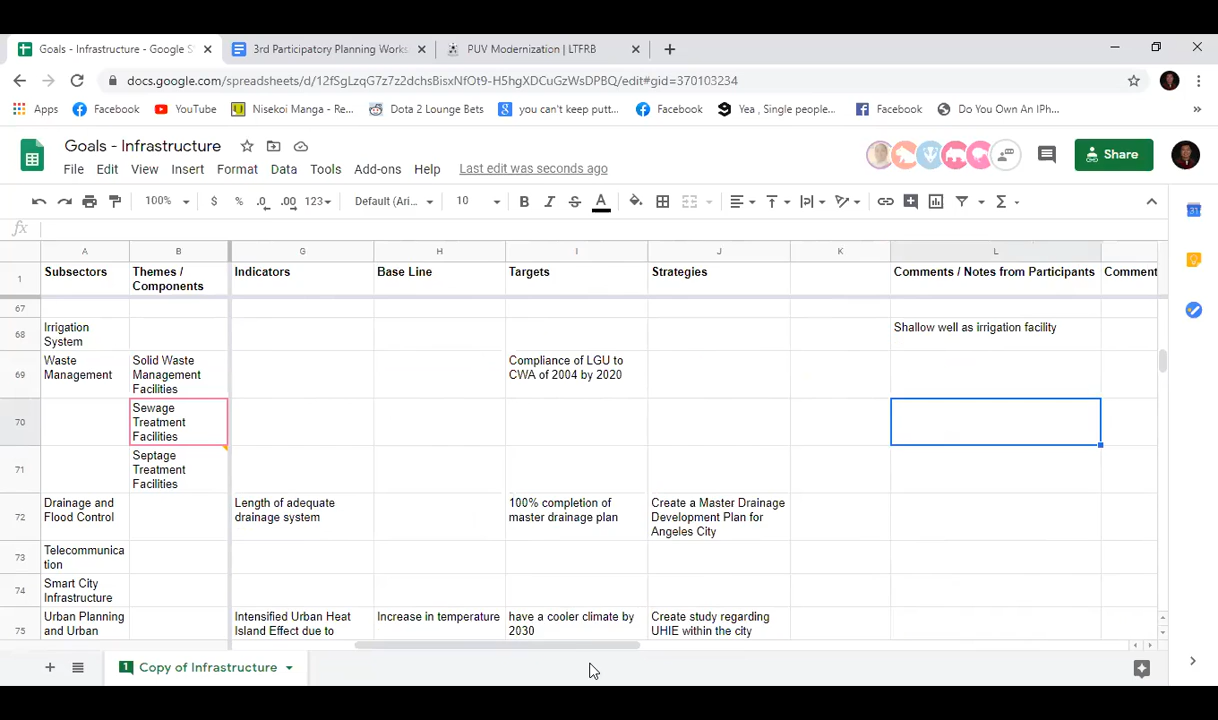 Goals - Infrastructure - Google S
3rd Participatory Planning Works
PUV Modernization | LTFRB
docs.google.com/spreadsheets/d/12fSgLzqG7z7z2dchsBisxNfOt9-H5hgXDCuGzWsDPBQ/edit#gid=370103234
Apps Facebook YouTube Nisekoi Manga - Re... Dota 2 Lounge Bets you can't keep putt... Facebook Yea , Single people... Facebook Do You Own An IPh... »
Goals - Infrastructure
Share
File Edit View Insert Format Data Tools Add-ons Help Last edit was seconds ago
100% $ % .0 .00 123 Default (Ari... 10 B I S A
fx
A B G H I J K L
1 Subsectors Themes / Components Indicators Base Line Targets Strategies Comments / Notes from Participants Comment
67
68 Irrigation System Shallow well as irrigation facility
69 Waste Management Solid Waste Management Facilities Compliance of LGU to CWA of 2004 by 2020
70 Sewage Treatment Facilities
71 Septage Treatment Facilities
72 Drainage and Flood Control Length of adequate drainage system 100% completion of master drainage plan Create a Master Drainage Development Plan for Angeles City
73 Telecommunica tion
74 Smart City Infrastructure
75 Urban Planning and Urban Intensified Urban Heat Island Effect due to Increase in temperature have a cooler climate by 2030 Create study regarding UHIE within the city
1 Copy of Infrastructure
31